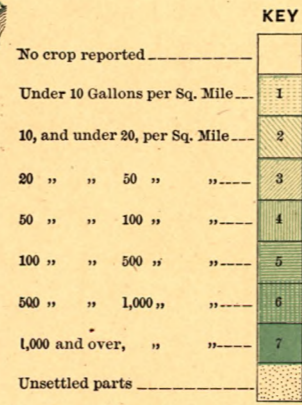 KEY
No crop reported
Under 10 Gallons per Sq. Mile 1
10, and under 20, per Sq. Mile 2
20 „ „ 50 „ „ 3
50 „ „ 100 „ „ 4
100 „ „ 500 „ „ 5
500 „ „ 1,000 „ „ 6
1,000 and over, „ „ 7
Unsettled parts